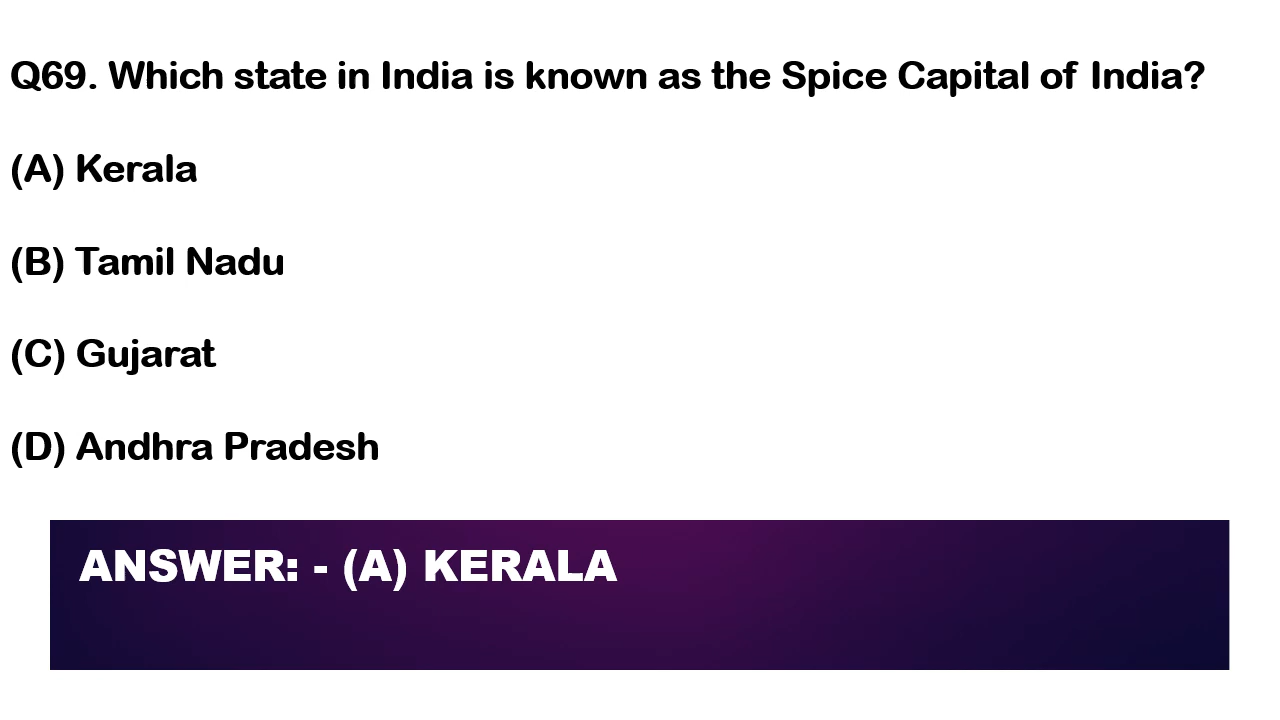 Q69. Which state in India is known as the Spice Capital of India?
(A) Kerala
(B) Tamil Nadu
(C) Gujarat
(D) Andhra Pradesh
ANSWER: - (A) KERALA